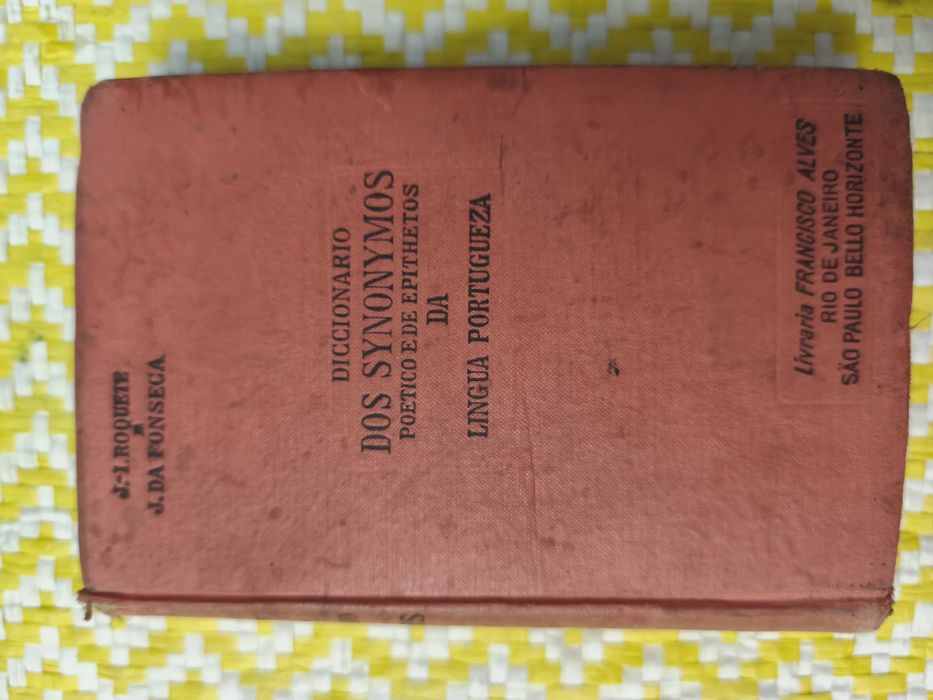 J.-I. ROQUETE
E
J. DA FONSECA
DICCIONARIO
DOS SYNONYMOS
POETICO E DE EPITHETOS
DA
LINGUA PORTUGUEZA
Livraria FRANCISCO ALVES
RIO DE JANEIRO
SÃO PAULO BELLO HORIZONTE